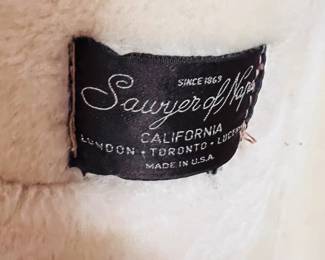 SINCE 1869
Sawyer of Napa
CALIFORNIA
LONDON • TORONTO • LUCERNE
MADE IN U.S.A.